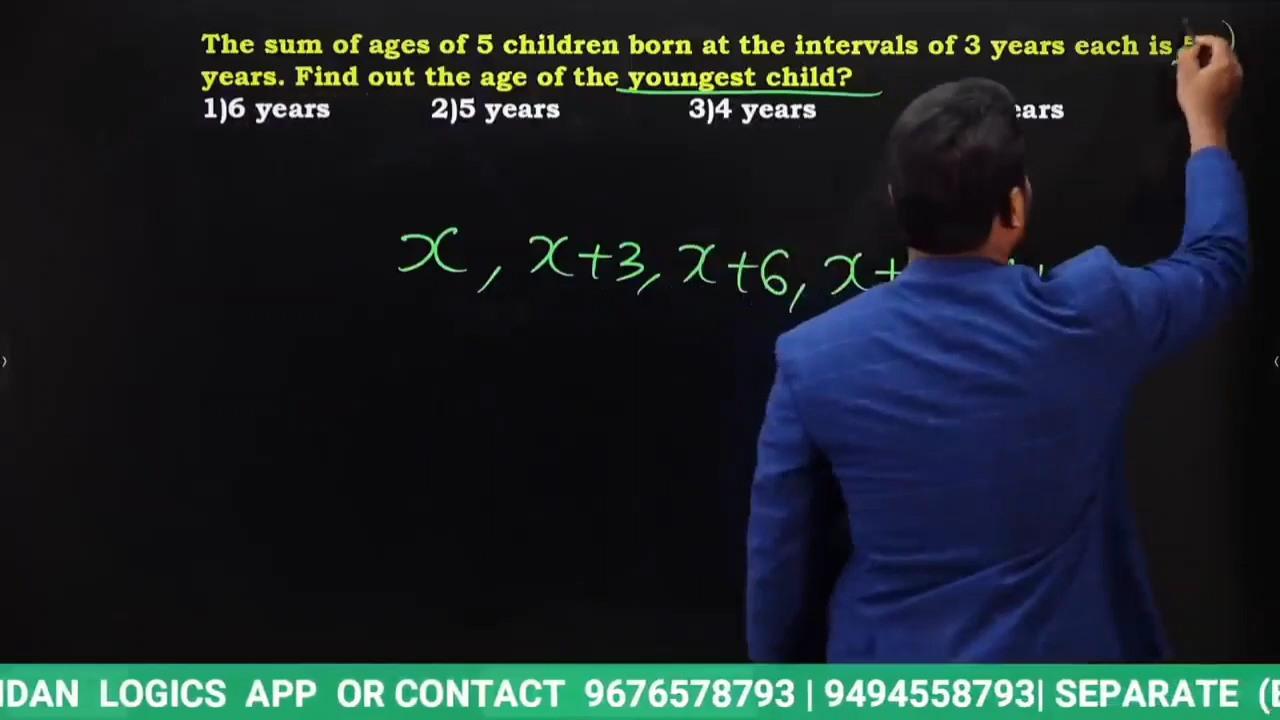 The sum of ages of 5 children born at the intervals of 3 years each is
years. Find out the age of the youngest child?
1)6 years 2)5 years 3)4 years
x, x+3, x+6, x+
LOGICS APP OR CONTACT 9676578793 | 9494558793| SEPARATE